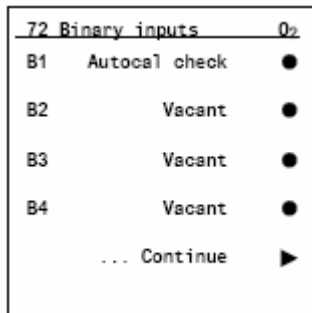 72 Binary inputs O₂
B1 Autocal check ●
B2 Vacant ●
B3 Vacant ●
B4 Vacant ●
... Continue ▶